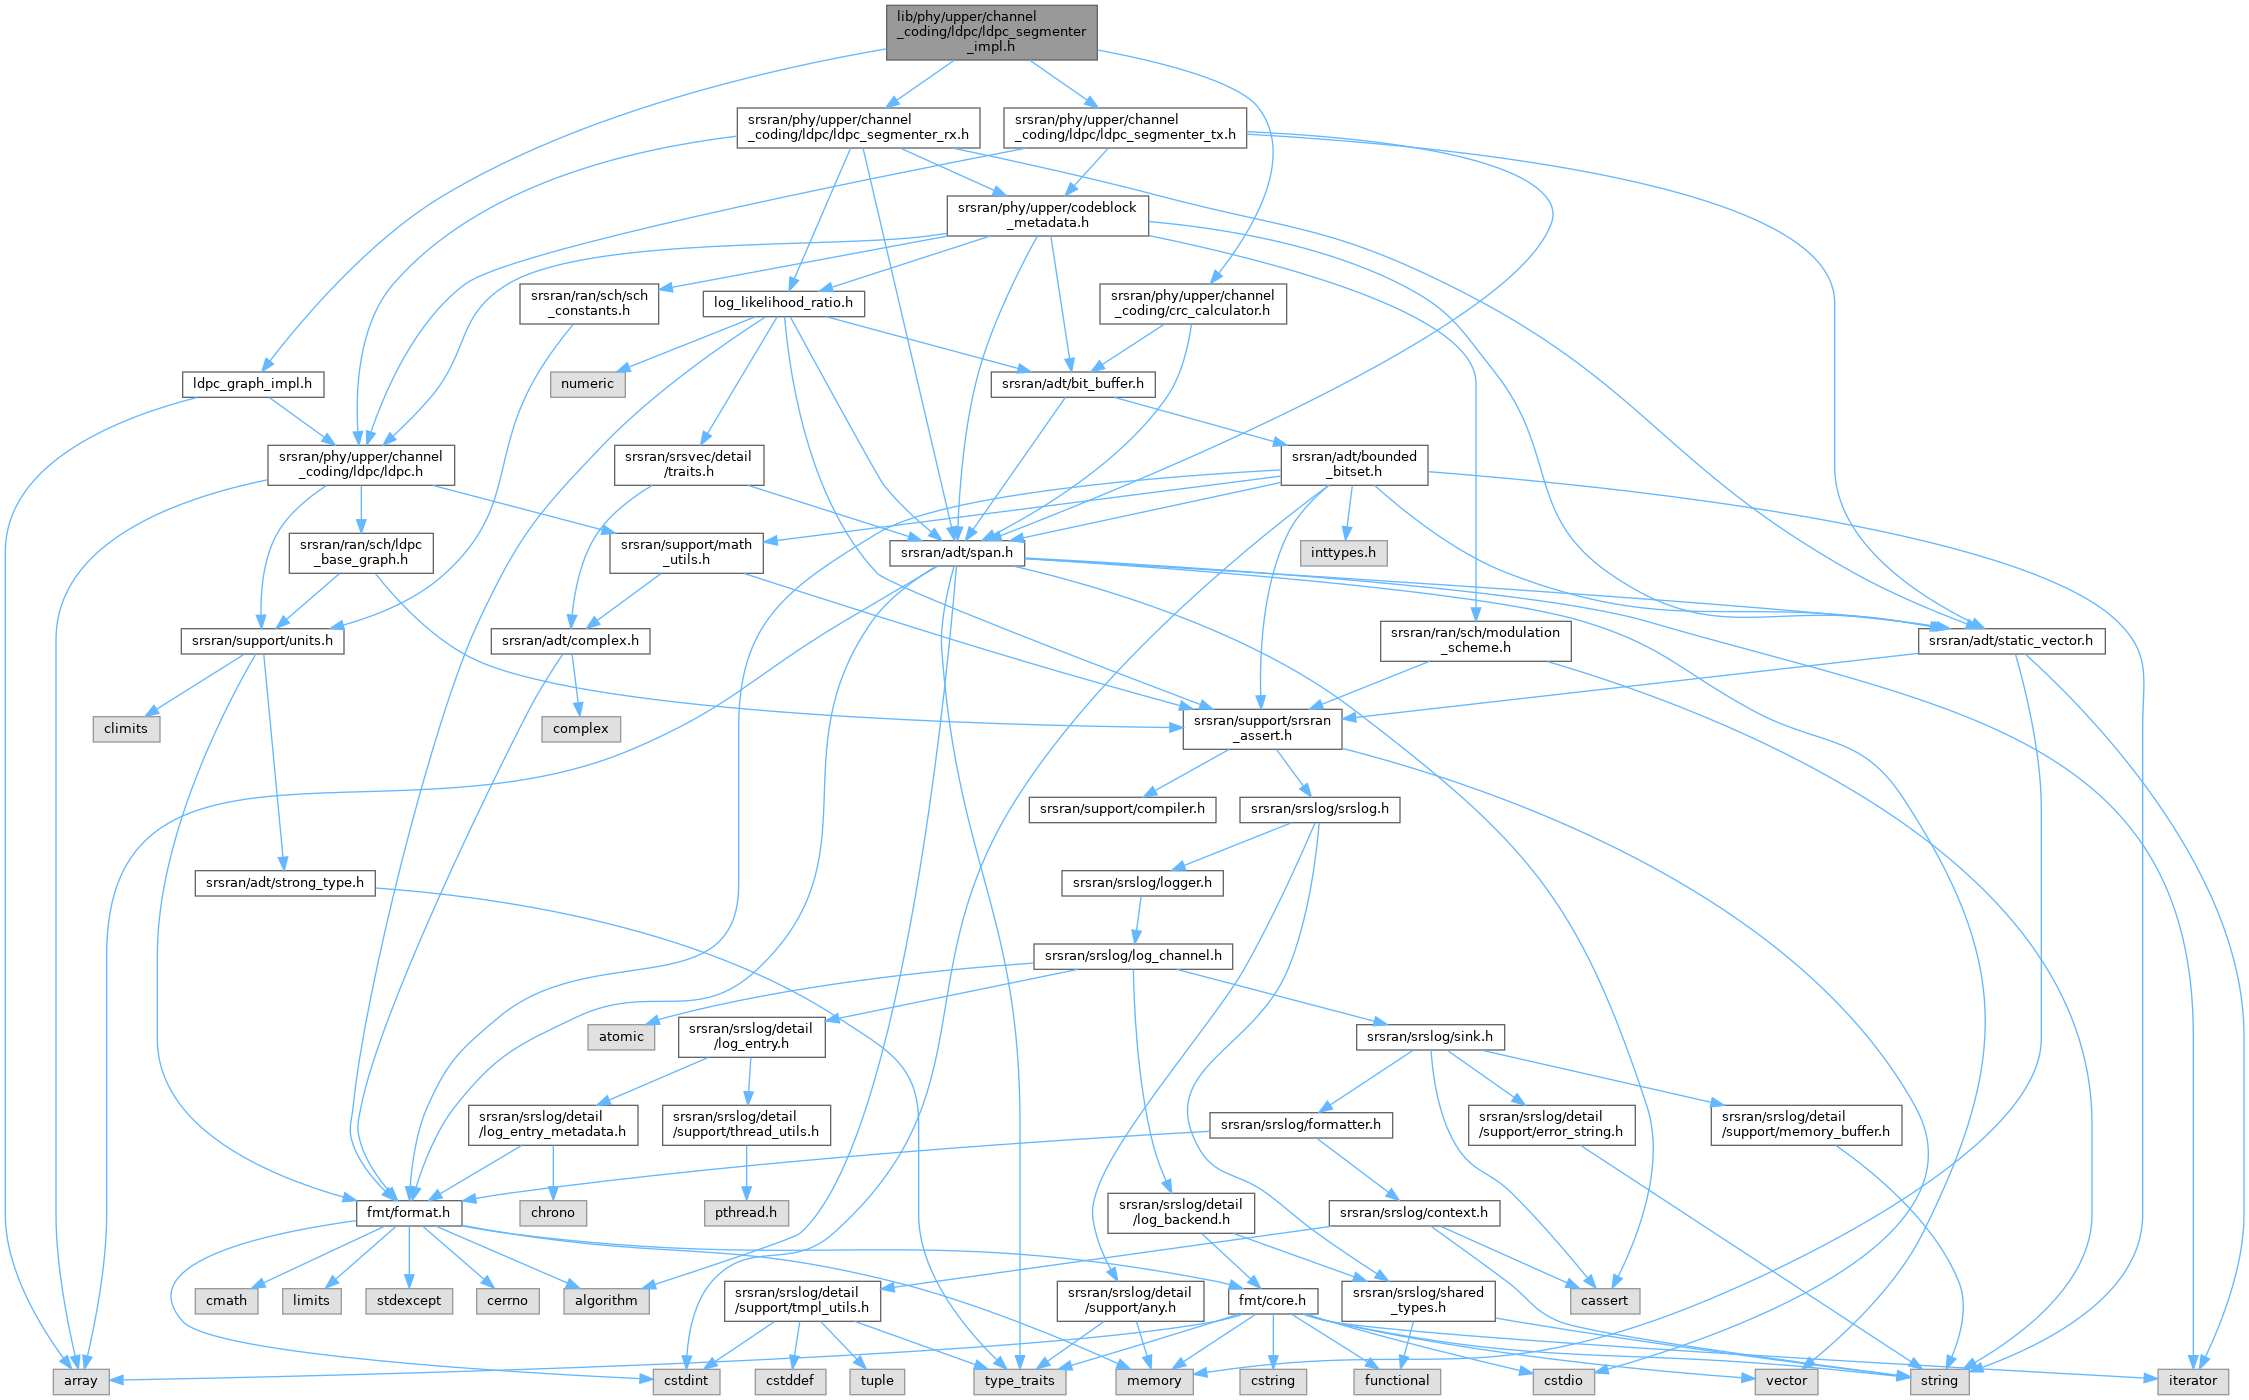 lib/phy/upper/channel
_coding/ldpc/ldpc_segmenter
_impl.h
srsran/phy/upper/channel
_coding/ldpc/ldpc_segmenter_rx.h
srsran/phy/upper/channel
_coding/ldpc/ldpc_segmenter_tx.h
srsran/phy/upper/codeblock
_metadata.h
srsran/ran/sch/sch
_constants.h
log_likelihood_ratio.h
srsran/phy/upper/channel
_coding/crc_calculator.h
ldpc_graph_impl.h
numeric
srsran/adt/bit_buffer.h
srsran/phy/upper/channel
_coding/ldpc/ldpc.h
srsran/srsvec/detail
/traits.h
srsran/adt/bounded
_bitset.h
srsran/ran/sch/ldpc
_base_graph.h
srsran/support/math
_utils.h
srsran/adt/span.h
inttypes.h
srsran/support/units.h
srsran/adt/complex.h
srsran/ran/sch/modulation
_scheme.h
srsran/adt/static_vector.h
climits
complex
srsran/support/srsran
_assert.h
srsran/support/compiler.h
srsran/srslog/srslog.h
srsran/adt/strong_type.h
srsran/srslog/logger.h
srsran/srslog/log_channel.h
atomic
srsran/srslog/detail
/log_entry.h
srsran/srslog/sink.h
srsran/srslog/detail
/log_entry_metadata.h
srsran/srslog/detail
/support/thread_utils.h
srsran/srslog/formatter.h
srsran/srslog/detail
/support/error_string.h
srsran/srslog/detail
/support/memory_buffer.h
fmt/format.h
chrono
pthread.h
srsran/srslog/detail
/log_backend.h
srsran/srslog/context.h
cmath
limits
stdexcept
cerrno
algorithm
srsran/srslog/detail
/support/tmpl_utils.h
srsran/srslog/detail
/support/any.h
fmt/core.h
srsran/srslog/shared
_types.h
cassert
array
cstdint
cstddef
tuple
type_traits
memory
cstring
functional
cstdio
vector
string
iterator